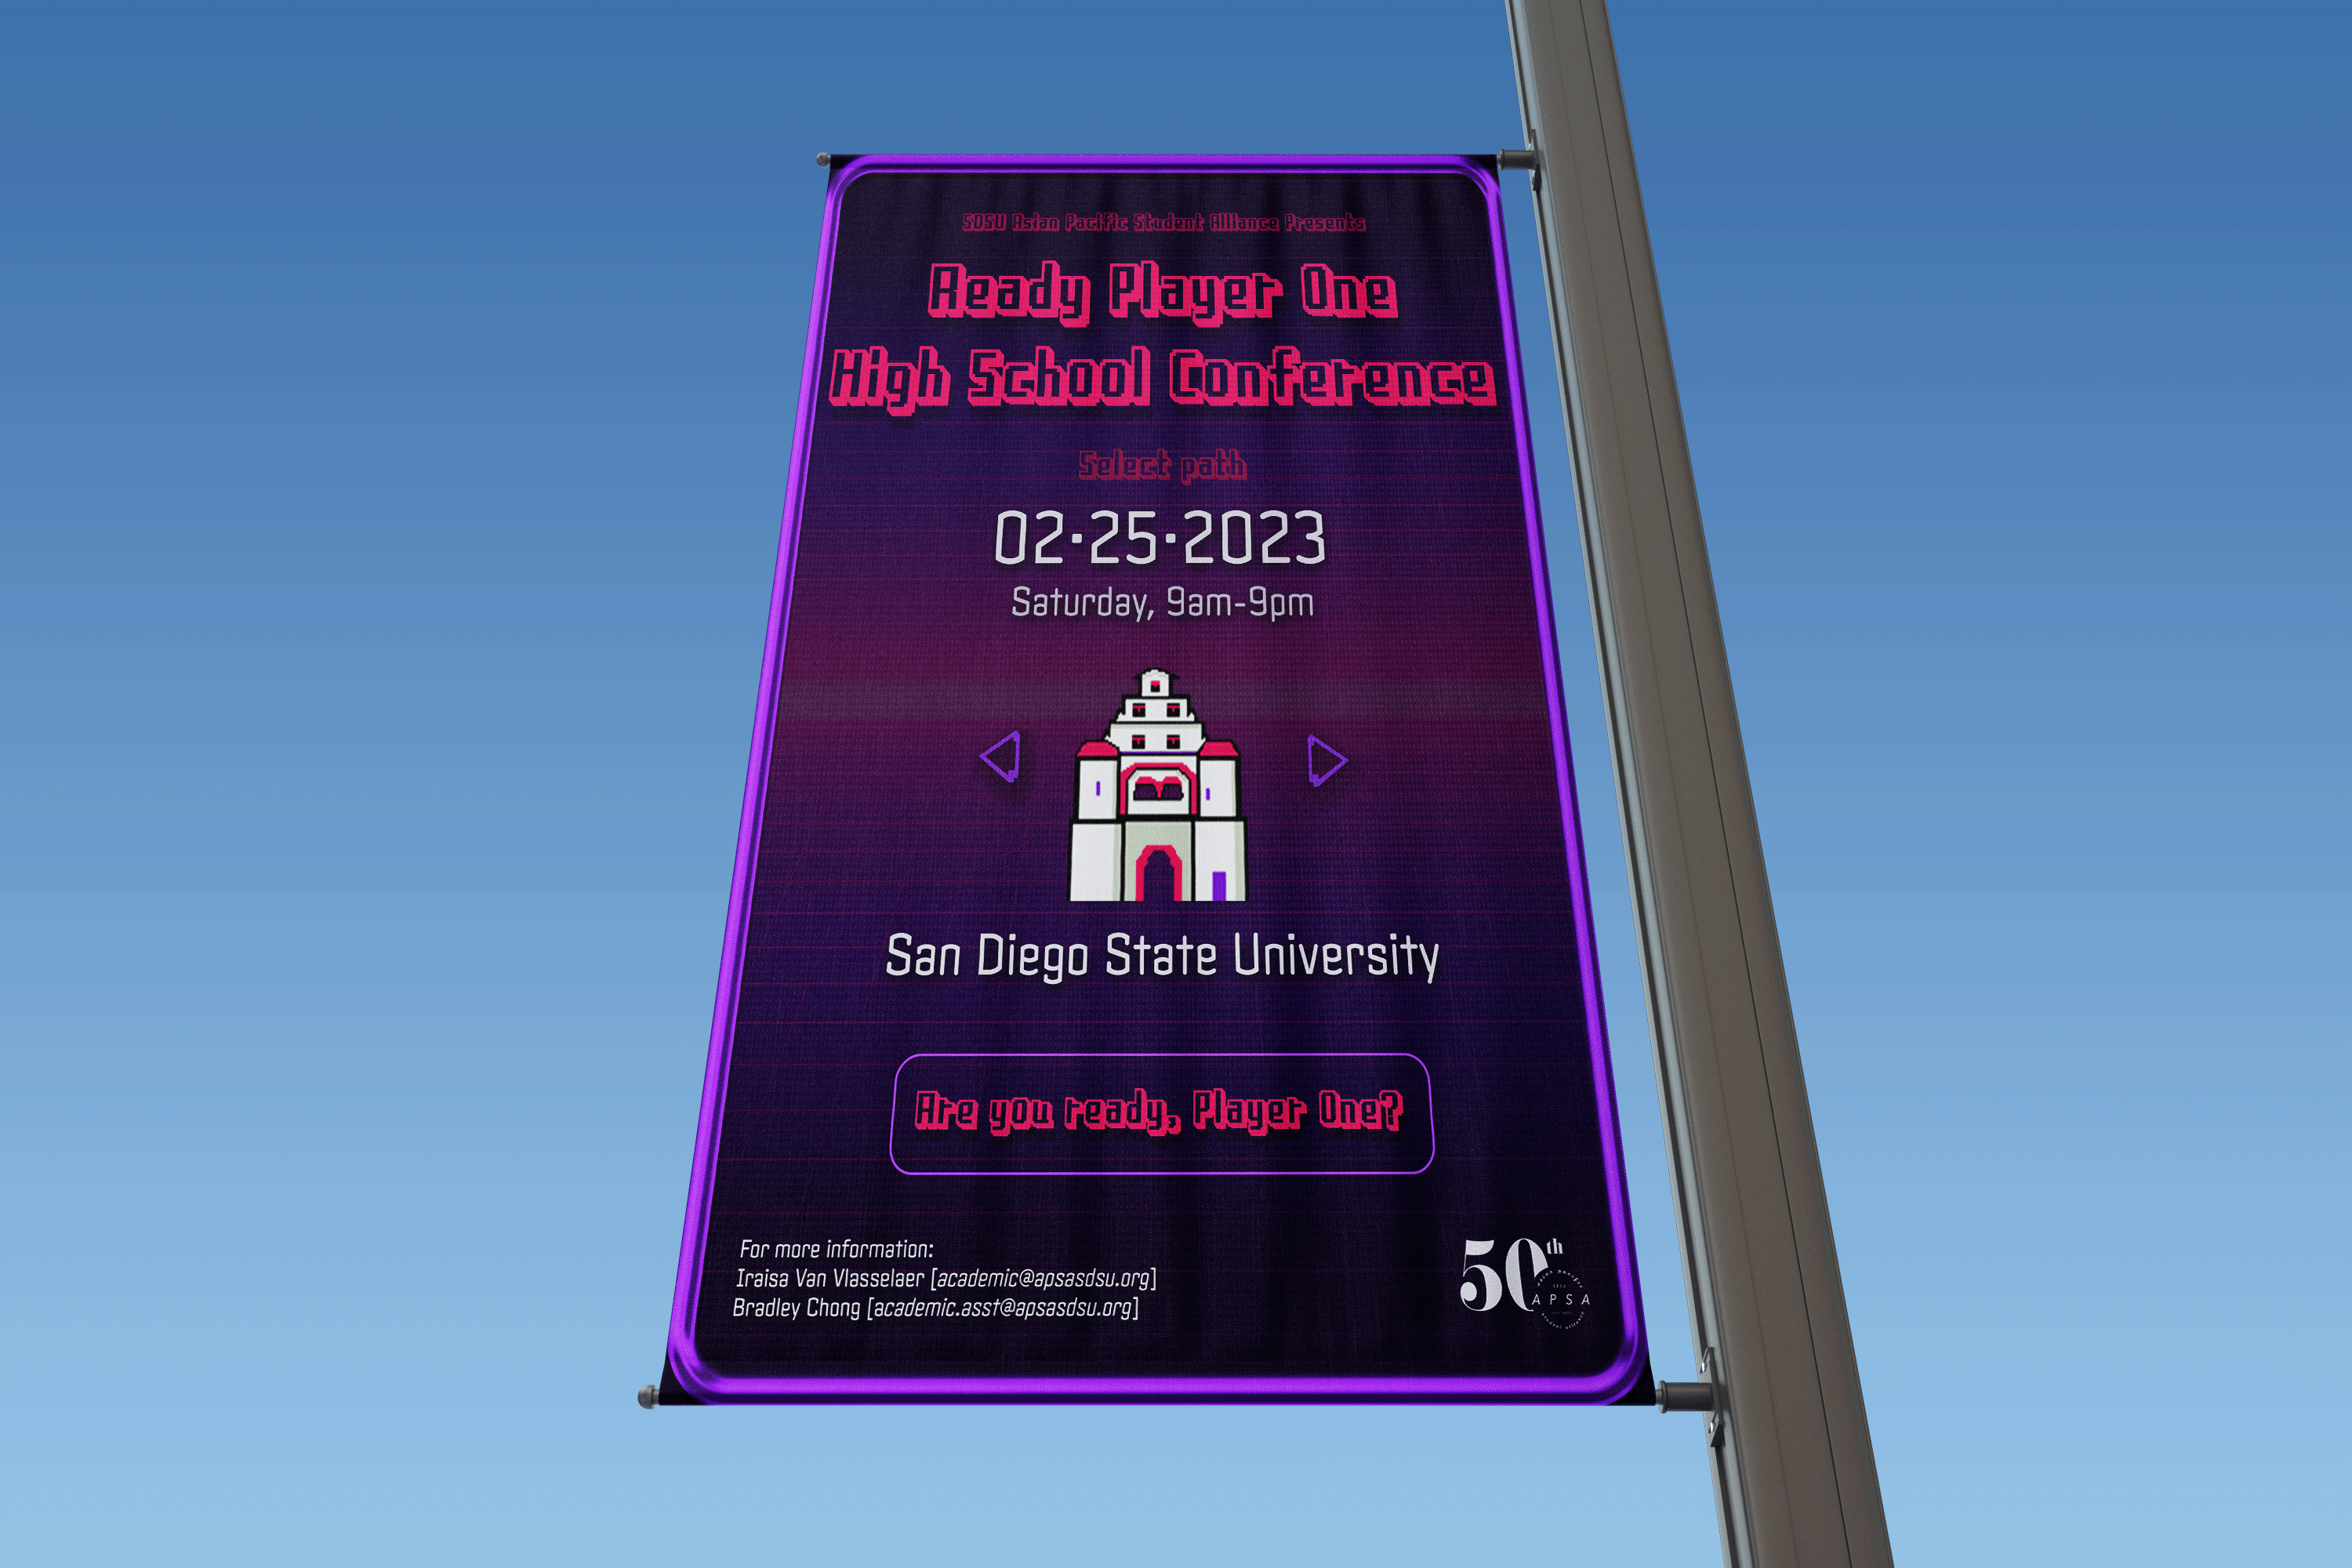 SDSU Asian Pacific Student Alliance Presents
Ready Player One
High School Conference
Select path
02·25·2023
Saturday, 9am-9pm
San Diego State University
Are you ready, Player One?
For more information:
Iraisa Van Vlasselaer [academic@apsasdsu.org]
Bradley Chong [academic.asst@apsasdsu.org]
50th
APSA